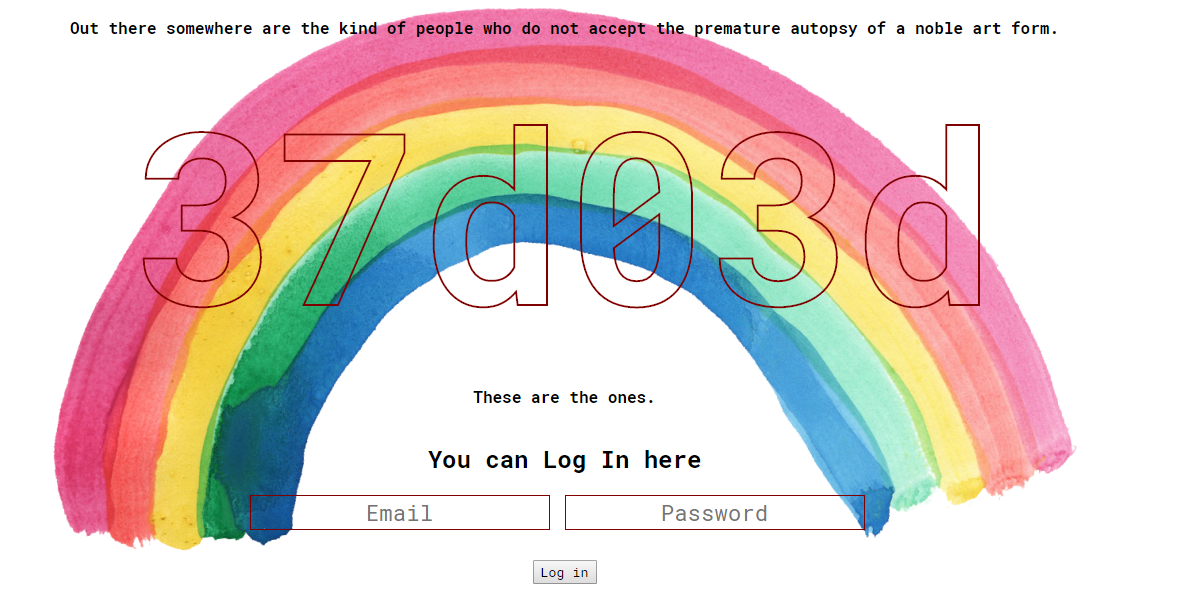 Out there somewhere are the kind of people who do not accept the premature autopsy of a noble art form.
37d03d
These are the ones.
You can Log In here
Email Password
Log in